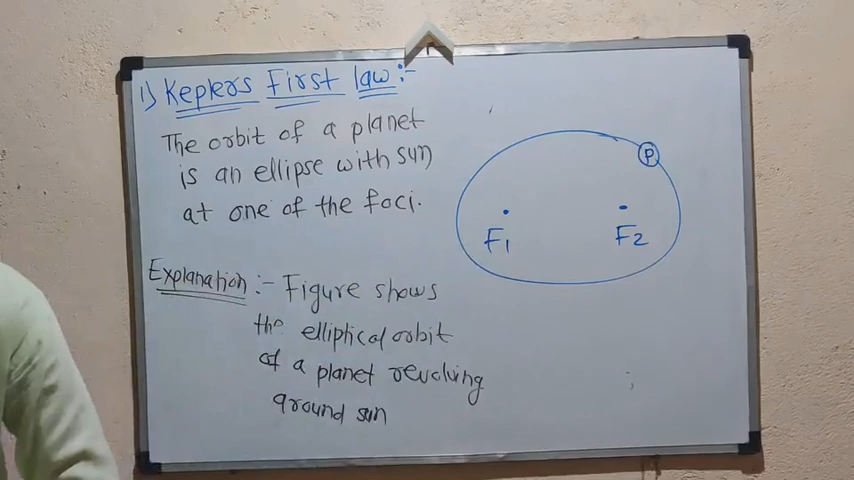 1) Keplers First law :-
The orbit of a planet
is an ellipse with sun
at one of the foci.
P
F1
F2
Explanation :- Figure shows
the elliptical orbit
of a planet revolving
around sun